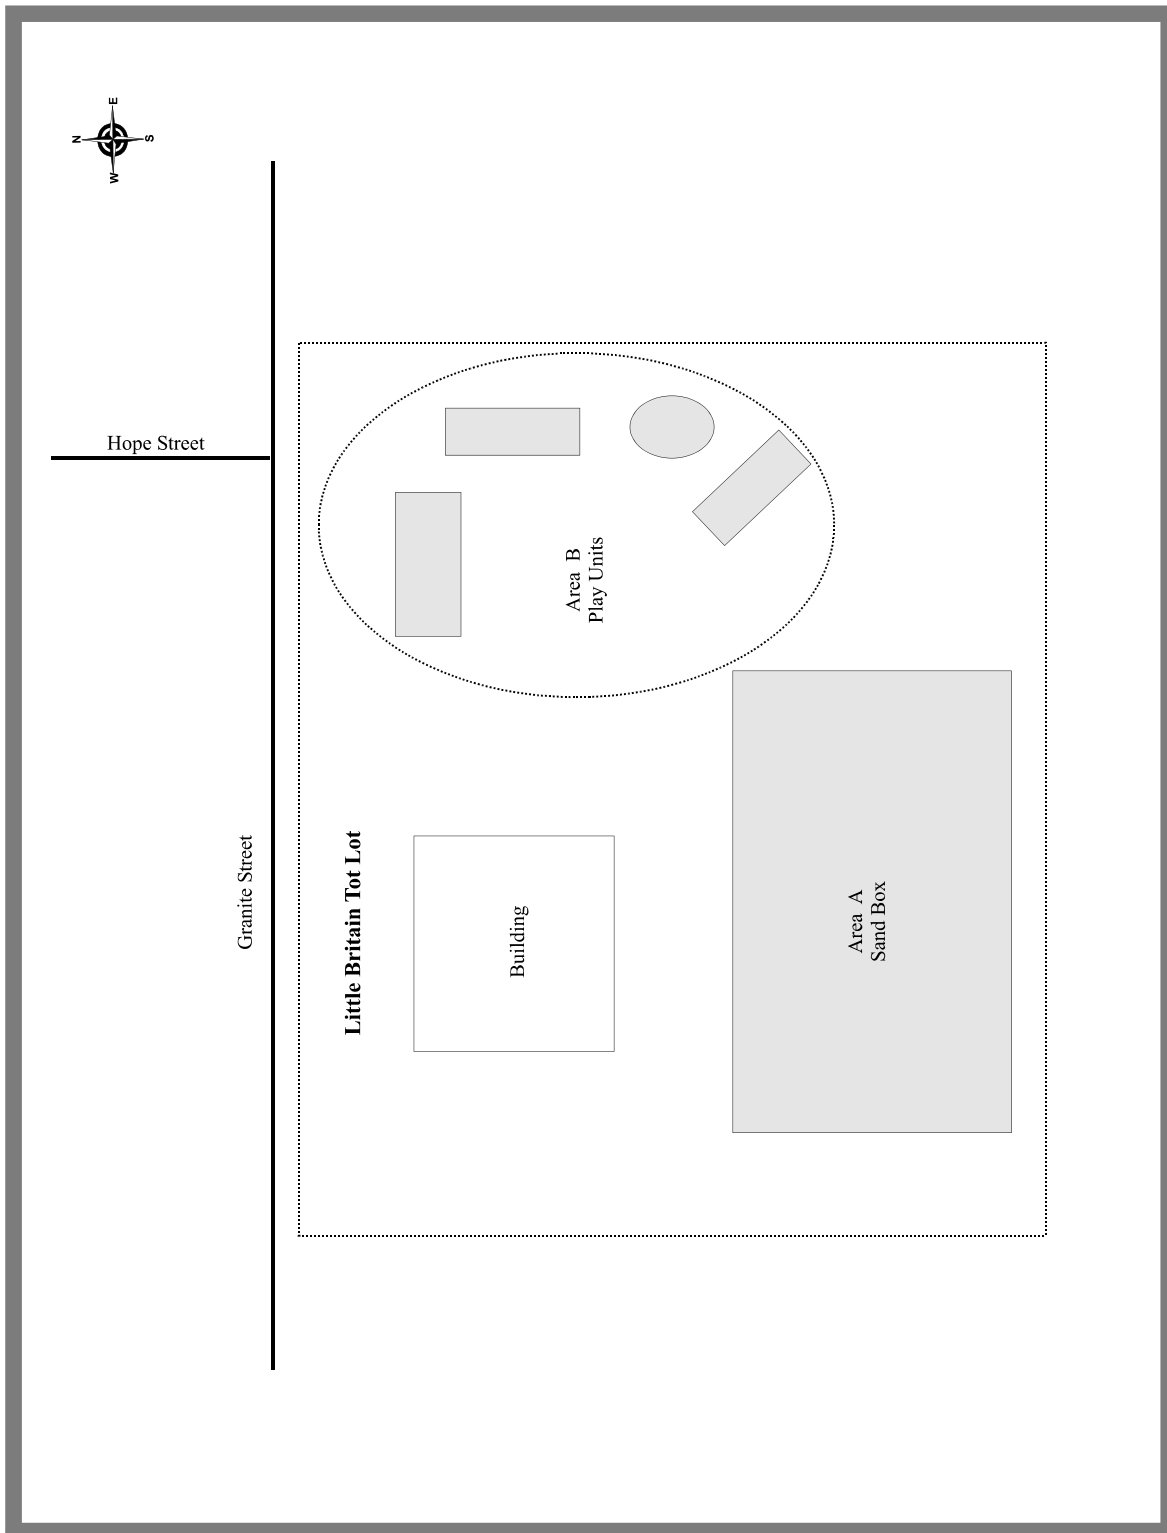 N
E
S
W
Hope Street
Granite Street
Little Britain Tot Lot
Building
Area B
Play Units
Area A
Sand Box